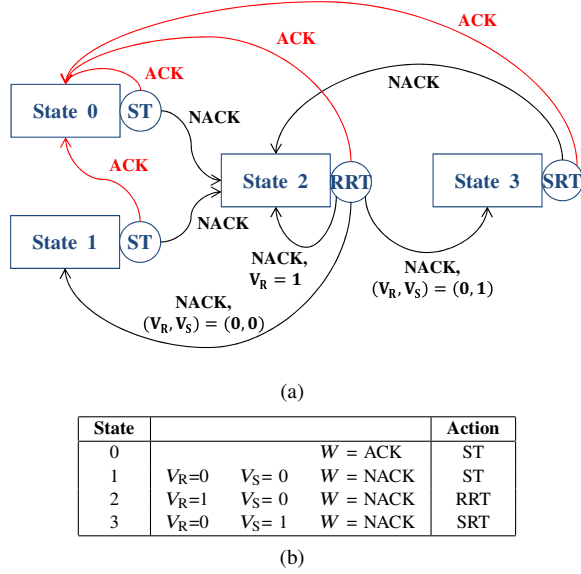 ACK
ACK
NACK
State 0
ST
NACK
ACK
State 2
RRT
State 3
SRT
NACK
State 1
ST
NACK,
V_R = 1
NACK,
(V_R, V_S) = (0, 1)
NACK,
(V_R, V_S) = (0, 0)
(a)
State Action
0 W = ACK ST
1 V_R=0 V_S=0 W = NACK ST
2 V_R=1 V_S=0 W = NACK RRT
3 V_R=0 V_S=1 W = NACK SRT
(b)